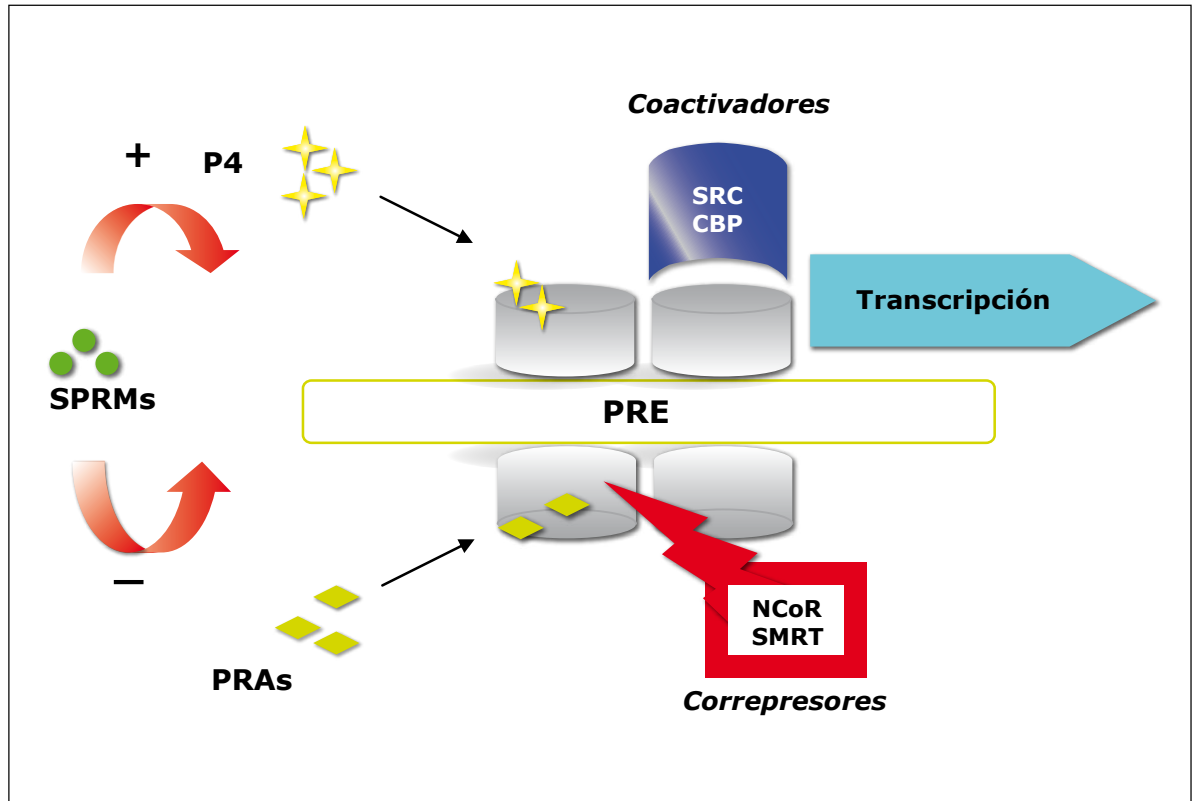 Coactivadores
+
P4
SRC
CBP
Transcripción
SPRMs
PRE
–
NCoR
SMRT
PRAs
Correpresores